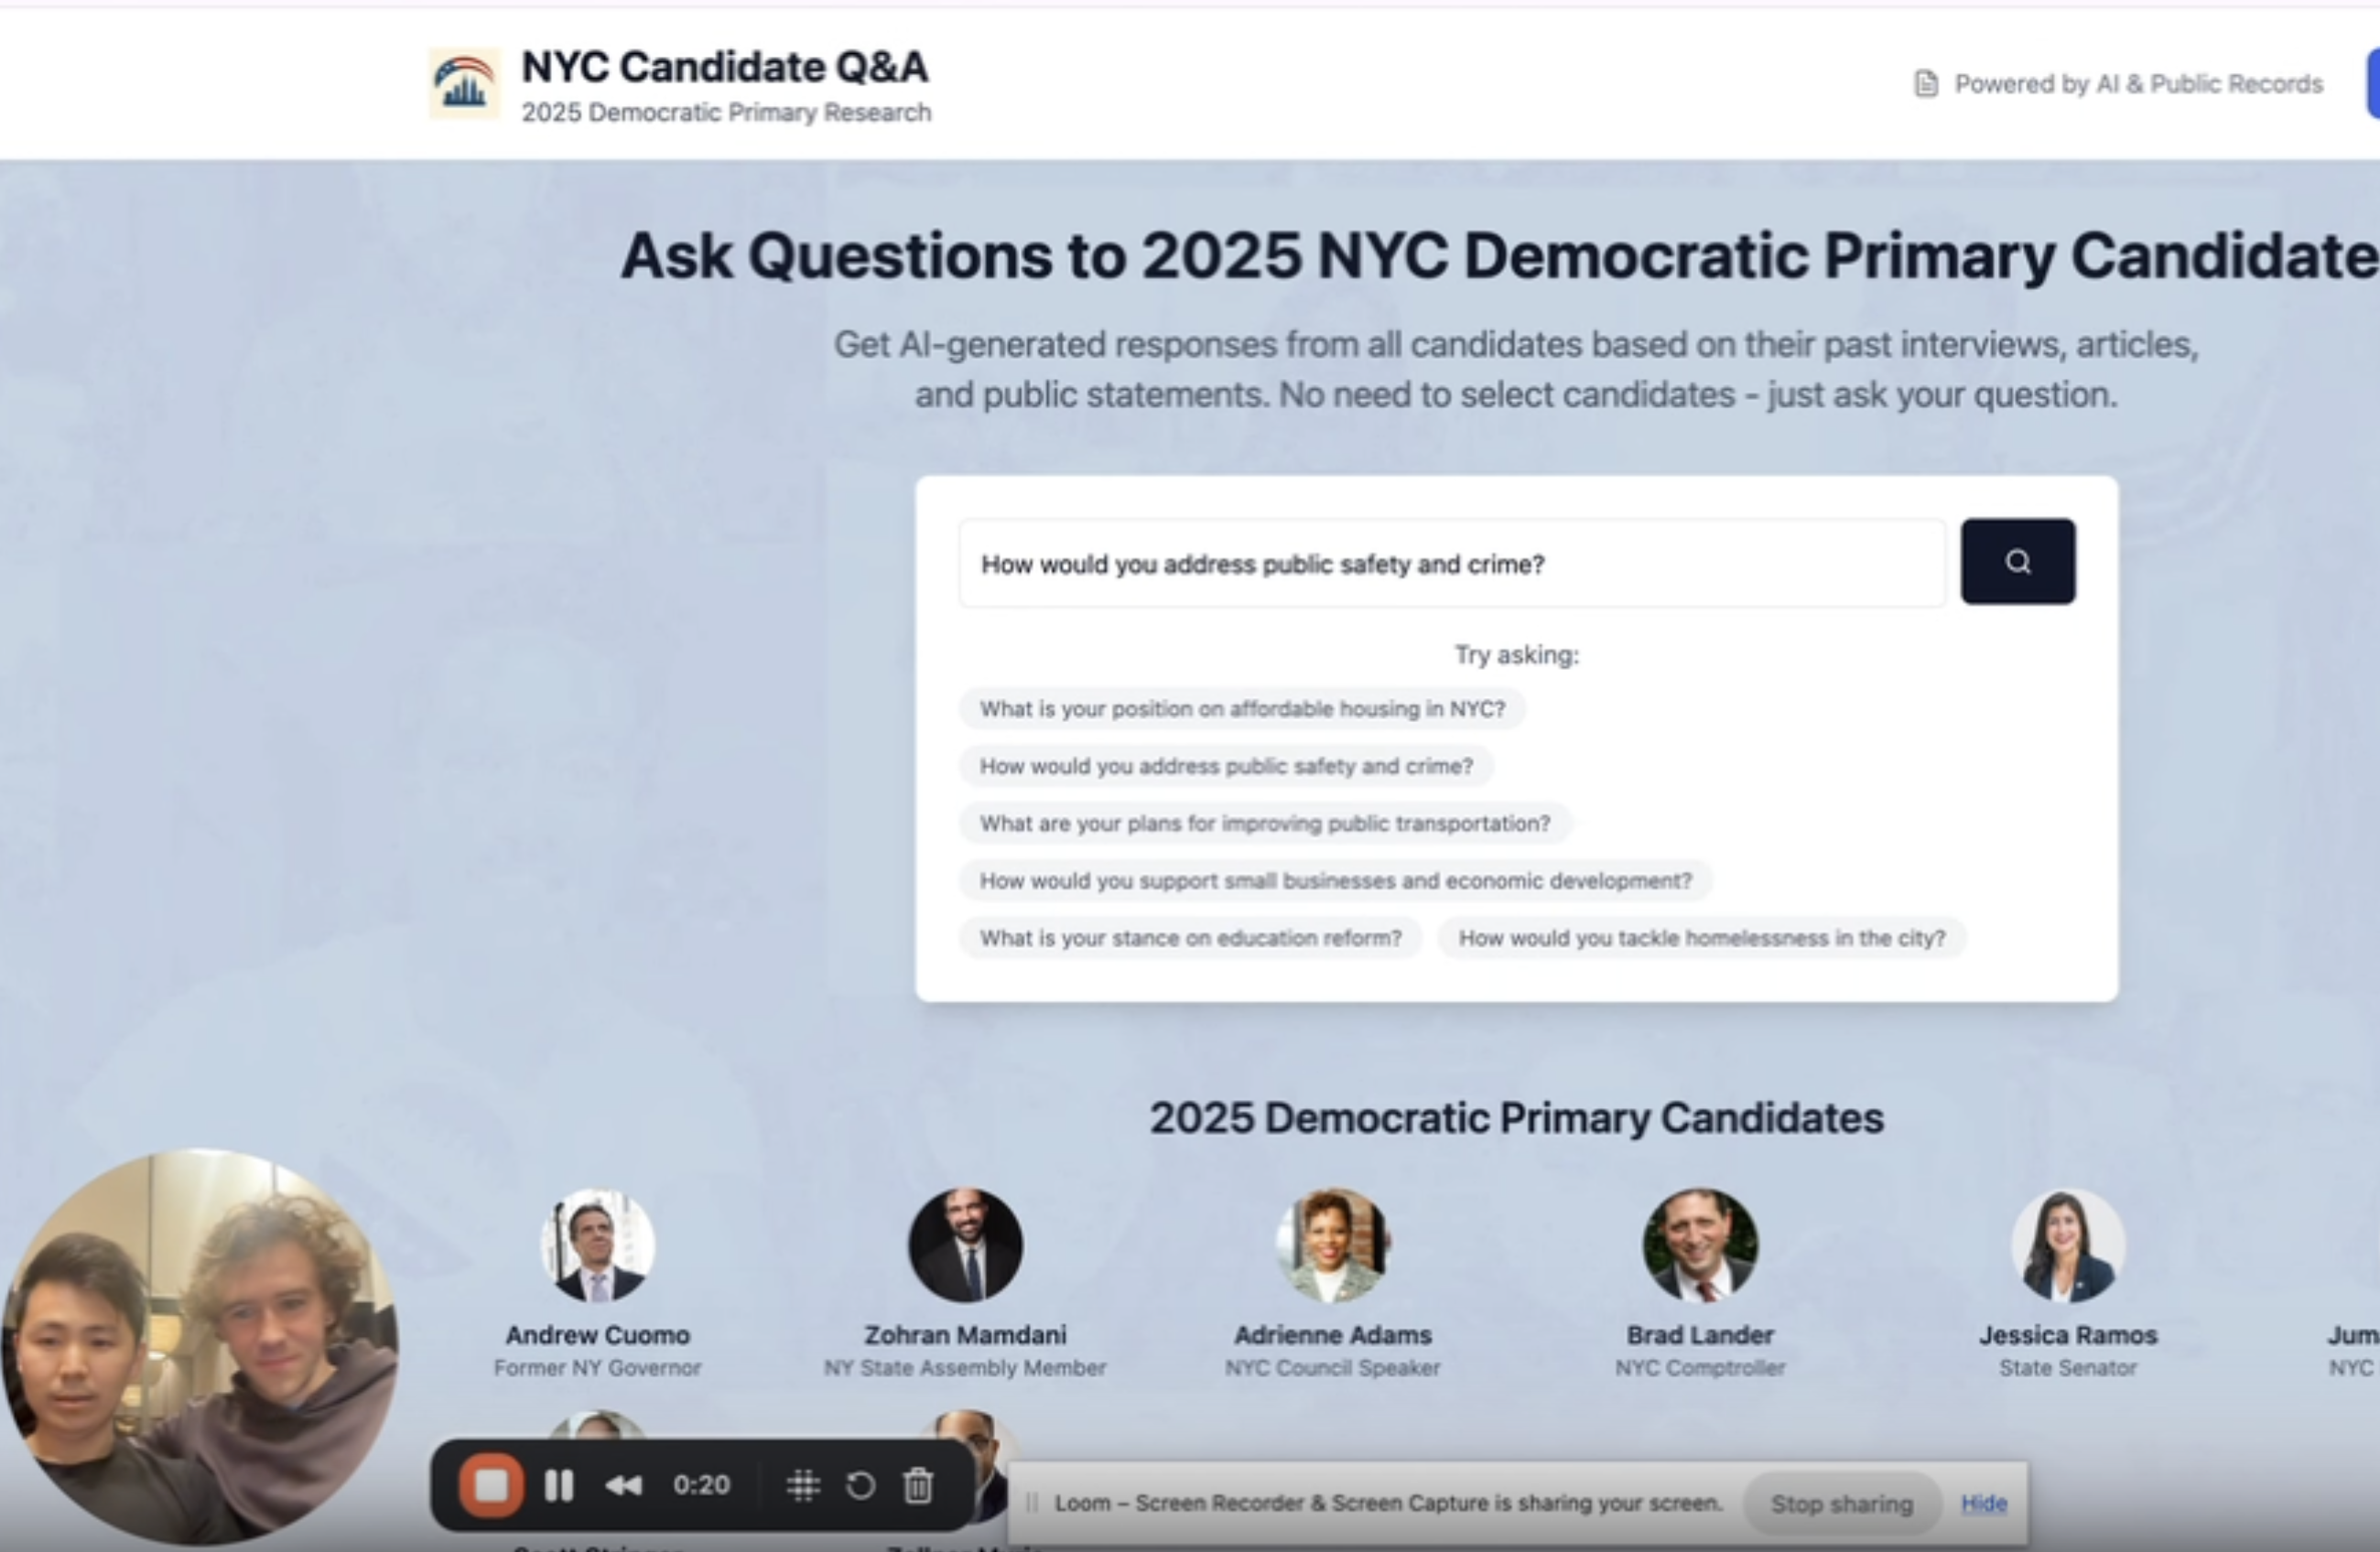 NYC Candidate Q&A
2025 Democratic Primary Research
Powered by AI & Public Records
Ask Questions to 2025 NYC Democratic Primary Candidate
Get AI-generated responses from all candidates based on their past interviews, articles,
and public statements. No need to select candidates - just ask your question.
How would you address public safety and crime?
Try asking:
What is your position on affordable housing in NYC?
How would you address public safety and crime?
What are your plans for improving public transportation?
How would you support small businesses and economic development?
What is your stance on education reform? How would you tackle homelessness in the city?
2025 Democratic Primary Candidates
Andrew Cuomo Zohran Mamdani Adrienne Adams Brad Lander Jessica Ramos Jum
Former NY Governor NY State Assembly Member NYC Council Speaker NYC Comptroller State Senator NYC
0:20
Loom – Screen Recorder & Screen Capture is sharing your screen. Stop sharing Hide